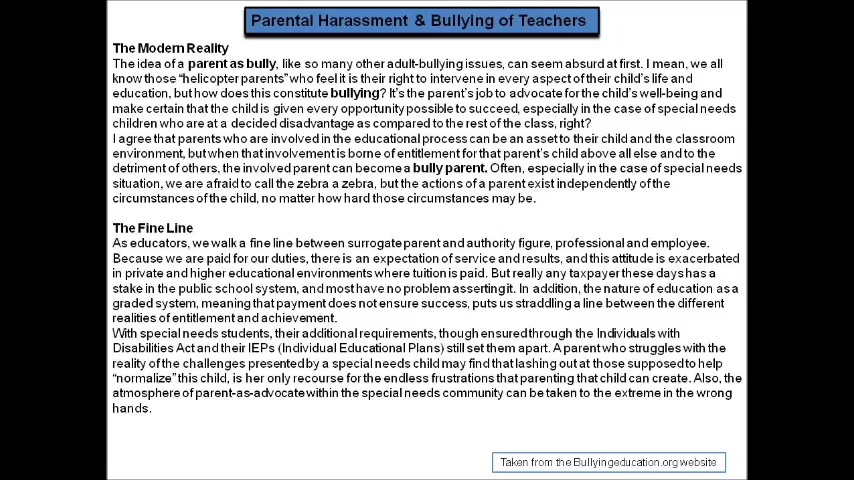 Parental Harassment & Bullying of Teachers
The Modern Reality
The idea of a parent as bully, like so many other adult-bullying issues, can seem absurd at first. I mean, we all
know those “helicopter parents” who feel it is their right to intervene in every aspect of their child’s life and
education, but how does this constitute bullying? It’s the parent’s job to advocate for the child’s well-being and
make certain that the child is given every opportunity possible to succeed, especially in the case of special needs
children who are at a decided disadvantage as compared to the rest of the class, right?
I agree that parents who are involved in the educational process can be an asset to their child and the classroom
environment, but when that involvement is borne of entitlement for that parent’s child above all else and to the
detriment of others, the involved parent can become a bully parent. Often, especially in the case of special needs
situation, we are afraid to call the zebra a zebra, but the actions of a parent exist independently of the
circumstances of the child, no matter how hard those circumstances may be.
The Fine Line
As educators, we walk a fine line between surrogate parent and authority figure, professional and employee.
Because we are paid for our duties, there is an expectation of service and results, and this attitude is exacerbated
in private and higher educational environments where tuition is paid. But really any taxpayer these days has a
stake in the public school system, and most have no problem asserting it. In addition, the nature of education as a
graded system, meaning that payment does not ensure success, puts us straddling a line between the different
realities of entitlement and achievement.
With special needs students, their additional requirements, though ensured through the Individuals with
Disabilities Act and their IEPs (Individual Educational Plans) still set them apart. A parent who struggles with the
reality of the challenges presented by a special needs child may find that lashing out at those supposed to help
“normalize” this child, is her only recourse for the endless frustrations that parenting that child can create. Also, the
atmosphere of parent-as-advocate within the special needs community can be taken to the extreme in the wrong
hands.
Taken from the Bullyingeducation.org website